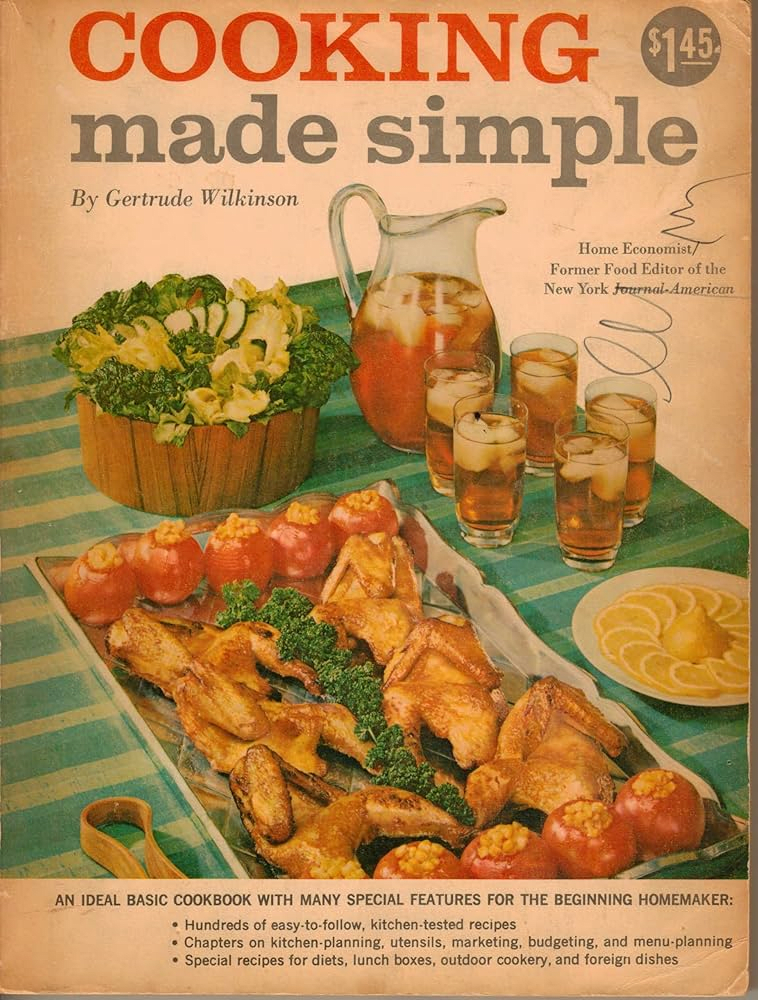 COOKING
$1.45
made simple
By Gertrude Wilkinson
Home Economist,
Former Food Editor of the
New York Journal-American
AN IDEAL BASIC COOKBOOK WITH MANY SPECIAL FEATURES FOR THE BEGINNING HOMEMAKER:
• Hundreds of easy-to-follow, kitchen-tested recipes
• Chapters on kitchen-planning, utensils, marketing, budgeting, and menu-planning
• Special recipes for diets, lunch boxes, outdoor cookery, and foreign dishes